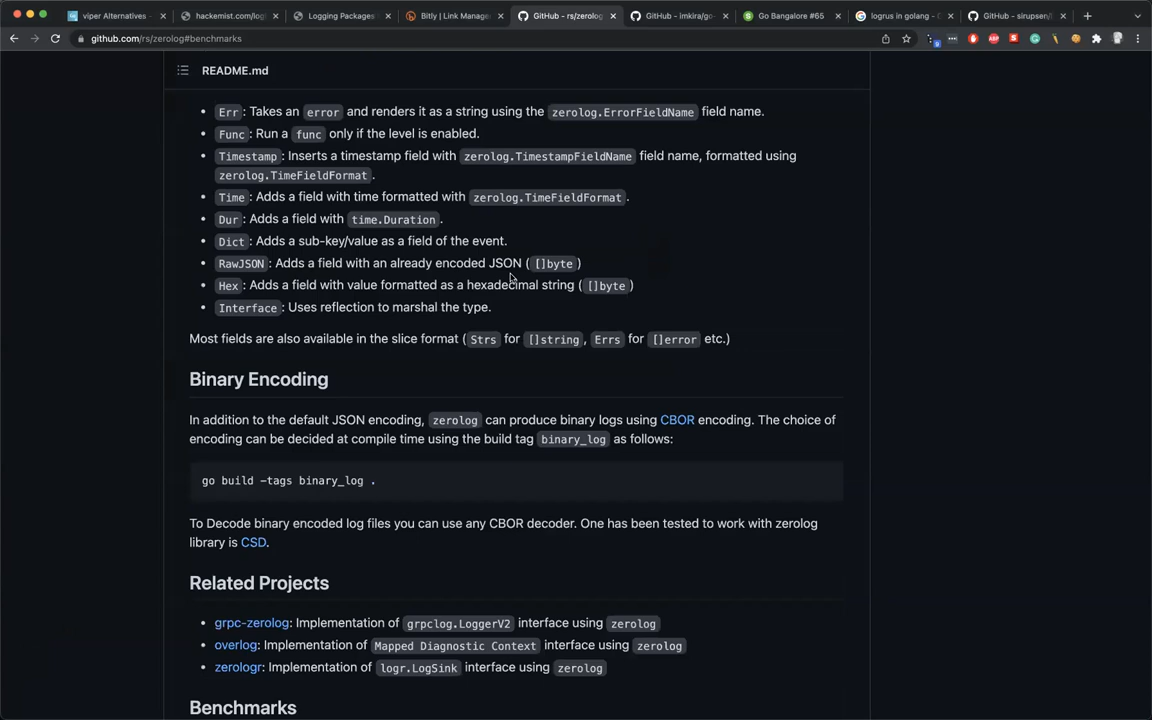 viper Alternatives -
hackemist.com/log
Logging Packages
Bitly | Link Manage
GitHub - rs/zerolog
GitHub - imkira/go-
Go Bangalore #65
logrus in golang - G
GitHub - sirupsen/l
github.com/rs/zerolog#benchmarks
README.md
• Err: Takes an error and renders it as a string using the zerolog.ErrorFieldName field name.
• Func: Run a func only if the level is enabled.
• Timestamp: Inserts a timestamp field with zerolog.TimestampFieldName field name, formatted using
zerolog.TimeFieldFormat.
• Time: Adds a field with time formatted with zerolog.TimeFieldFormat.
• Dur: Adds a field with time.Duration.
• Dict: Adds a sub-key/value as a field of the event.
• RawJSON: Adds a field with an already encoded JSON ([]byte)
• Hex: Adds a field with value formatted as a hexadecimal string ([]byte)
• Interface: Uses reflection to marshal the type.
Most fields are also available in the slice format (Strs for []string, Errs for []error etc.)
Binary Encoding
In addition to the default JSON encoding, zerolog can produce binary logs using CBOR encoding. The choice of
encoding can be decided at compile time using the build tag binary_log as follows:
go build -tags binary_log .
To Decode binary encoded log files you can use any CBOR decoder. One has been tested to work with zerolog
library is CSD.
Related Projects
• grpc-zerolog: Implementation of grpclog.LoggerV2 interface using zerolog
• overlog: Implementation of Mapped Diagnostic Context interface using zerolog
• zerologr: Implementation of logr.LogSink interface using zerolog
Benchmarks